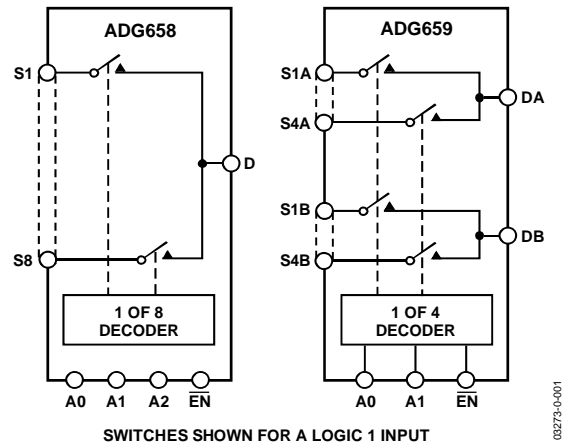 ADG658
S1
D
S8
1 OF 8
DECODER
A0 A1 A2 EN
ADG659
S1A
DA
S4A
S1B
DB
S4B
1 OF 4
DECODER
A0 A1 EN
SWITCHES SHOWN FOR A LOGIC 1 INPUT
03273-0-001